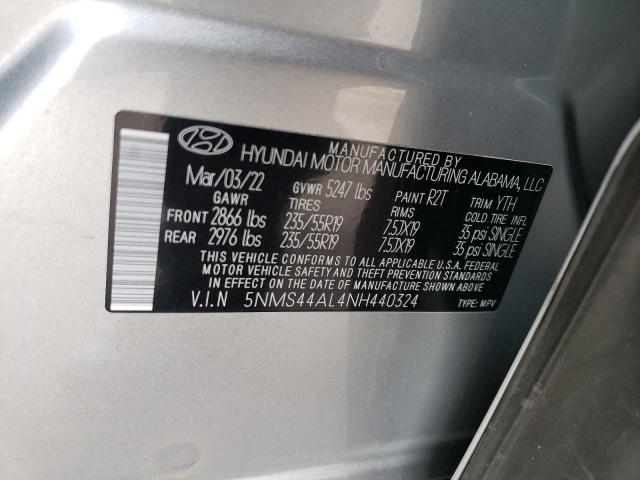 MANUFACTURED BY
HYUNDAI MOTOR MANUFACTURING ALABAMA, LLC
Mar/03/22 GVWR 5247 lbs PAINT R2T TRIM YTH
GAWR TIRES RIMS COLD TIRE INFL
FRONT 2866 lbs 235/55R19 7.57X19 35 psi SINGLE
REAR 2976 lbs 235/55R19 7.57X19 35 psi SINGLE
THIS VEHICLE CONFORMS TO ALL APPLICABLE U.S.A. FEDERAL
MOTOR VEHICLE SAFETY AND THEFT PREVENTION STANDARDS
IN EFFECT ON THE DATE OF MANUFACTURE SHOWN ABOVE
V.I.N 5NMS44AL4NH440324 TYPE: MPV